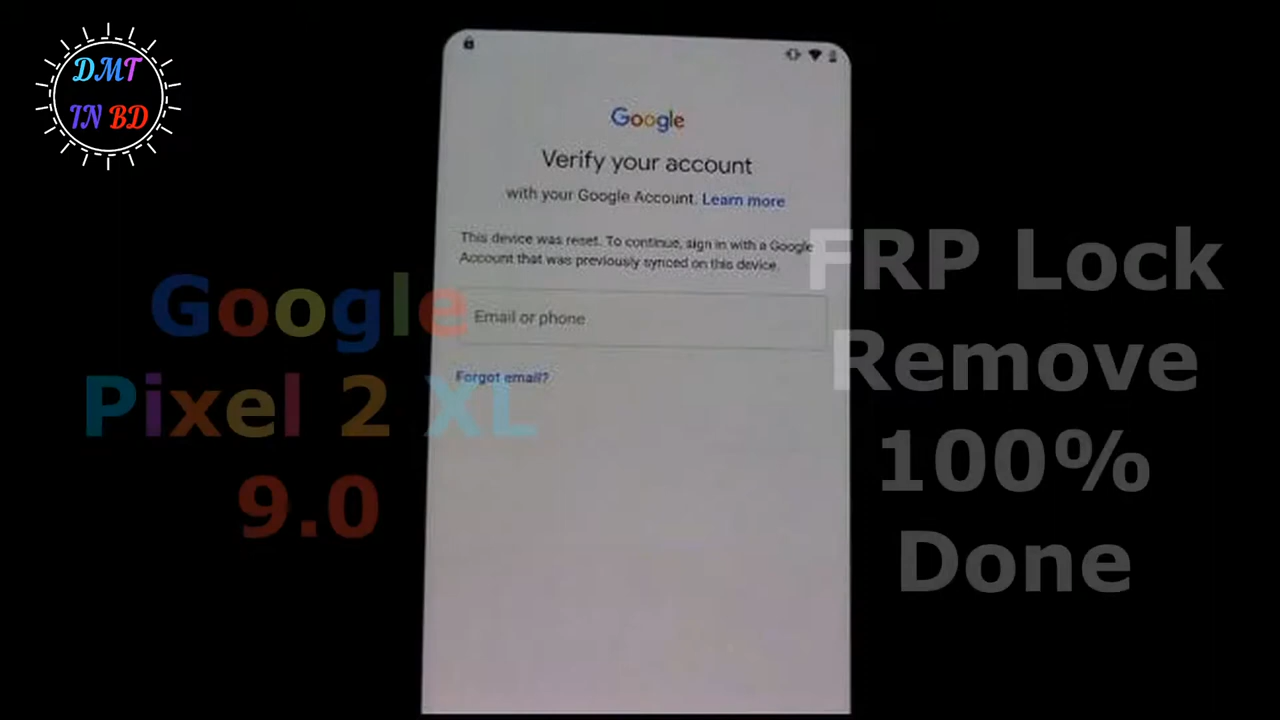 DMT
IN BD
Google
Verify your account
with your Google Account. Learn more
This device was reset. To continue, sign in with a Google
Account that was previously synced on this device.
Email or phone
Forgot email?
Google
Pixel 2 XL
9.0
FRP Lock
Remove
100%
Done